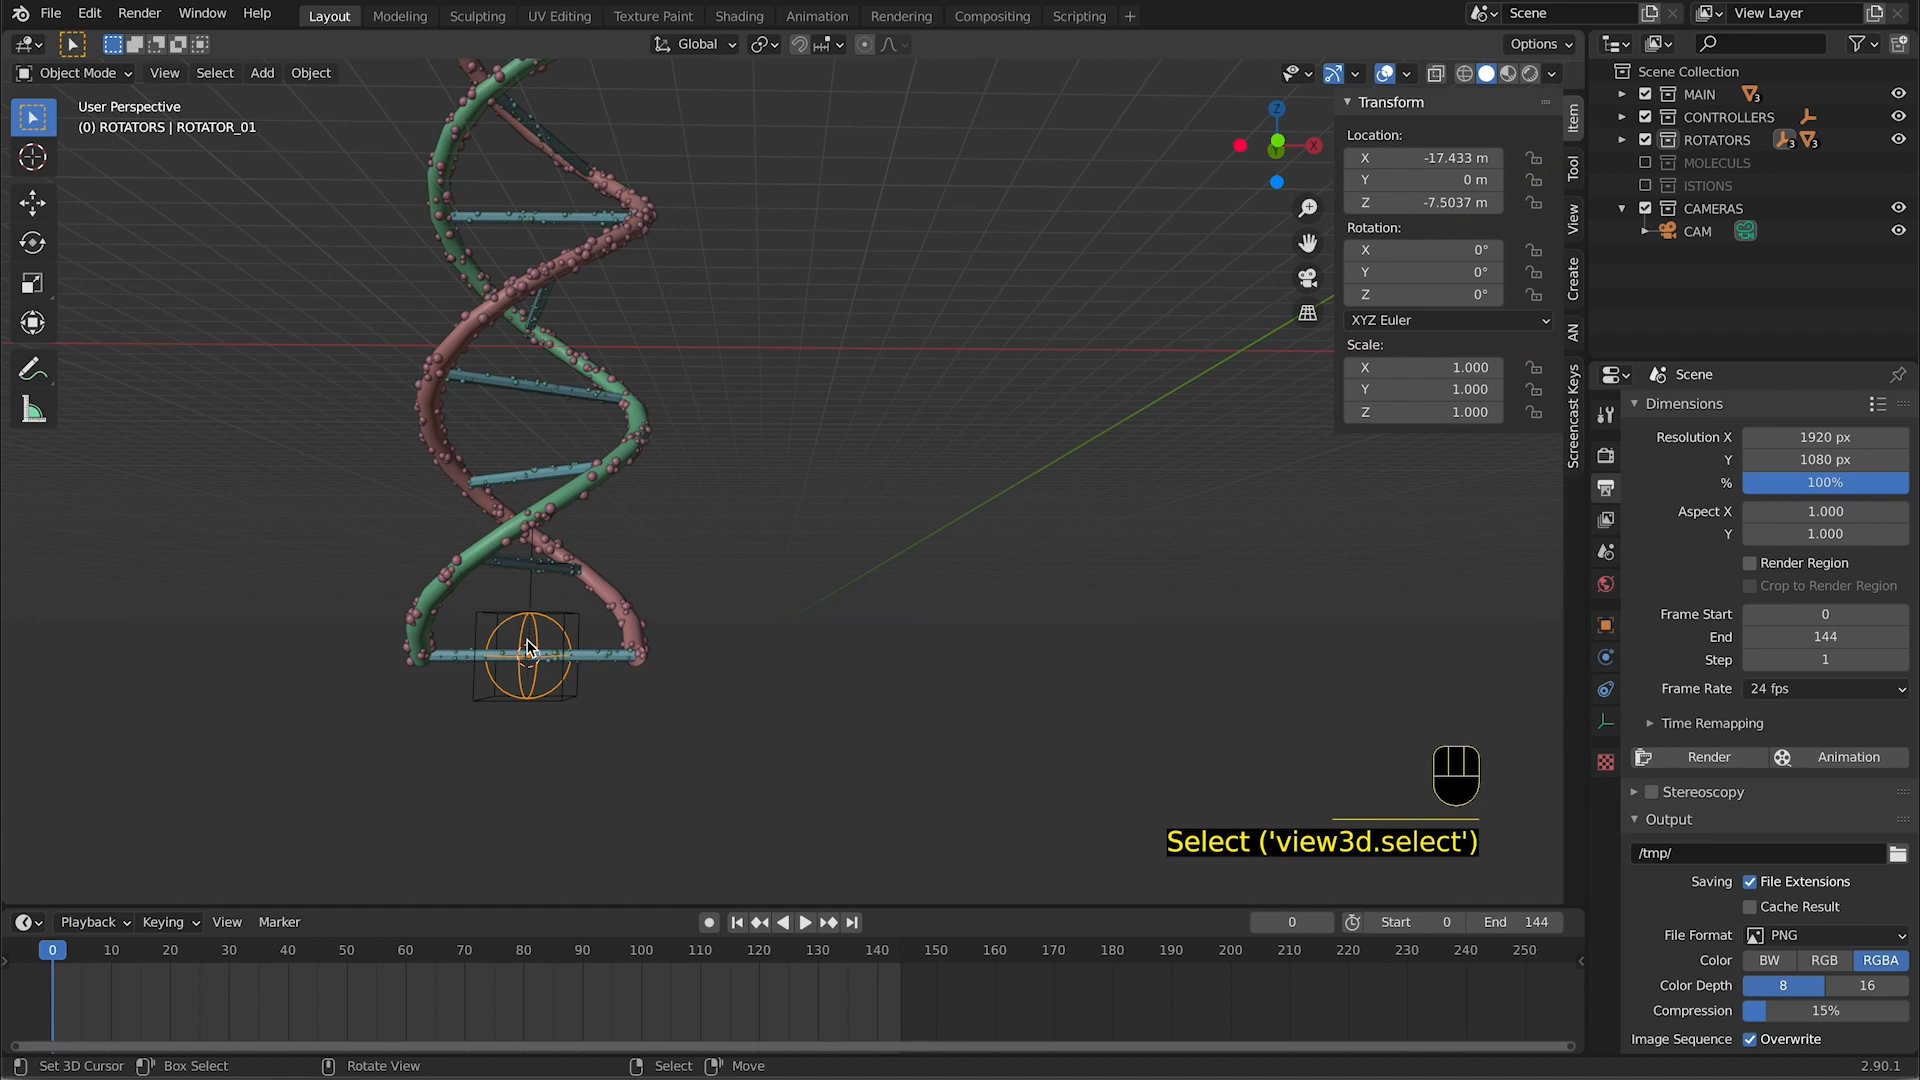 File Edit Render Window Help Layout Modeling Sculpting UV Editing Texture Paint Shading Animation Rendering Compositing Scripting + Scene View Layer
Global Options
Object Mode View Select Add Object
User Perspective
(0) ROTATORS | ROTATOR_01
Z
X
Y
Transform
Location:
X -17.433 m
Y 0 m
Z -7.5037 m
Rotation:
X 0°
Y 0°
Z 0°
XYZ Euler
Scale:
X 1.000
Y 1.000
Z 1.000
Item
Tool
View
Create
AN
Screencast Keys
Scene Collection
MAIN 3
CONTROLLERS
ROTATORS 3 3
MOLECULS
ISTIONS
CAMERAS
CAM
Scene
Dimensions
Resolution X 1920 px
Y 1080 px
% 100%
Aspect X 1.000
Y 1.000
Render Region
Crop to Render Region
Frame Start 0
End 144
Step 1
Frame Rate 24 fps
Time Remapping
Render Animation
Stereoscopy
Output
/tmp/
Saving File Extensions
Cache Result
File Format PNG
Color BW RGB RGBA
Color Depth 8 16
Compression 15%
Image Sequence Overwrite
Select ('view3d.select')
Playback Keying View Marker 0 Start 0 End 144
0 10 20 30 40 50 60 70 80 90 100 110 120 130 140 150 160 170 180 190 200 210 220 230 240 250
Set 3D Cursor Box Select Rotate View Select Move 2.90.1